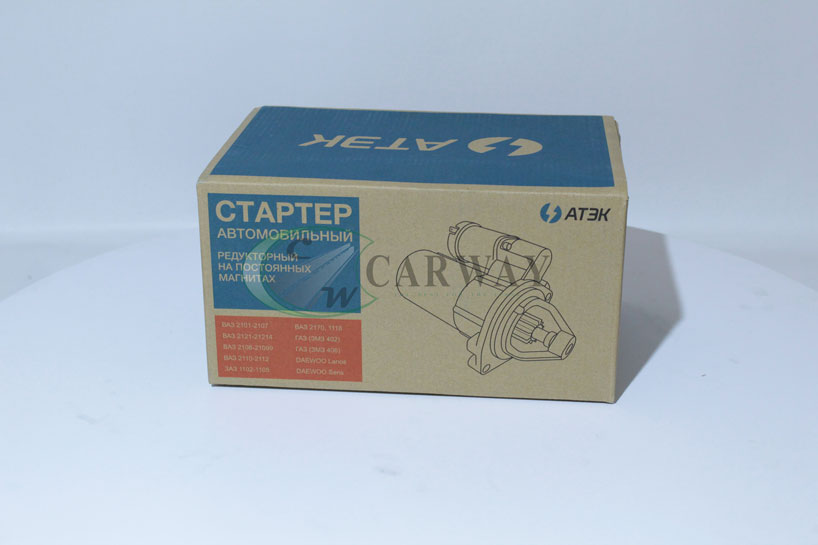 АТЭК
СТАРТЕР
АВТОМОБИЛЬНЫЙ
РЕДУКТОРНЫЙ
НА ПОСТОЯННЫХ
МАГНИТАХ
АТЭК
CW CARWAY
ВАЗ 2101-2107
ВАЗ 2121-21214
ВАЗ 2108-21099
ВАЗ 2110-2112
ЗАЗ 1102-1105
ВАЗ 2170, 1118
ГАЗ (ЗМЗ 402)
ГАЗ (ЗМЗ 406)
DAEWOO Lanos
DAEWOO Sens